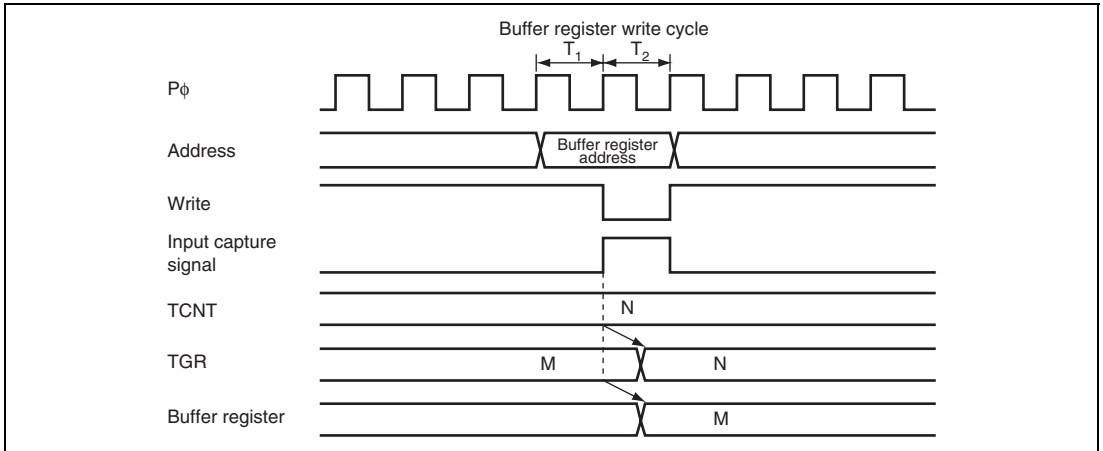 Buffer register write cycle
T1 T2
Pϕ
Address
Buffer register
address
Write
Input capture
signal
TCNT
N
TGR
M
N
Buffer register
M